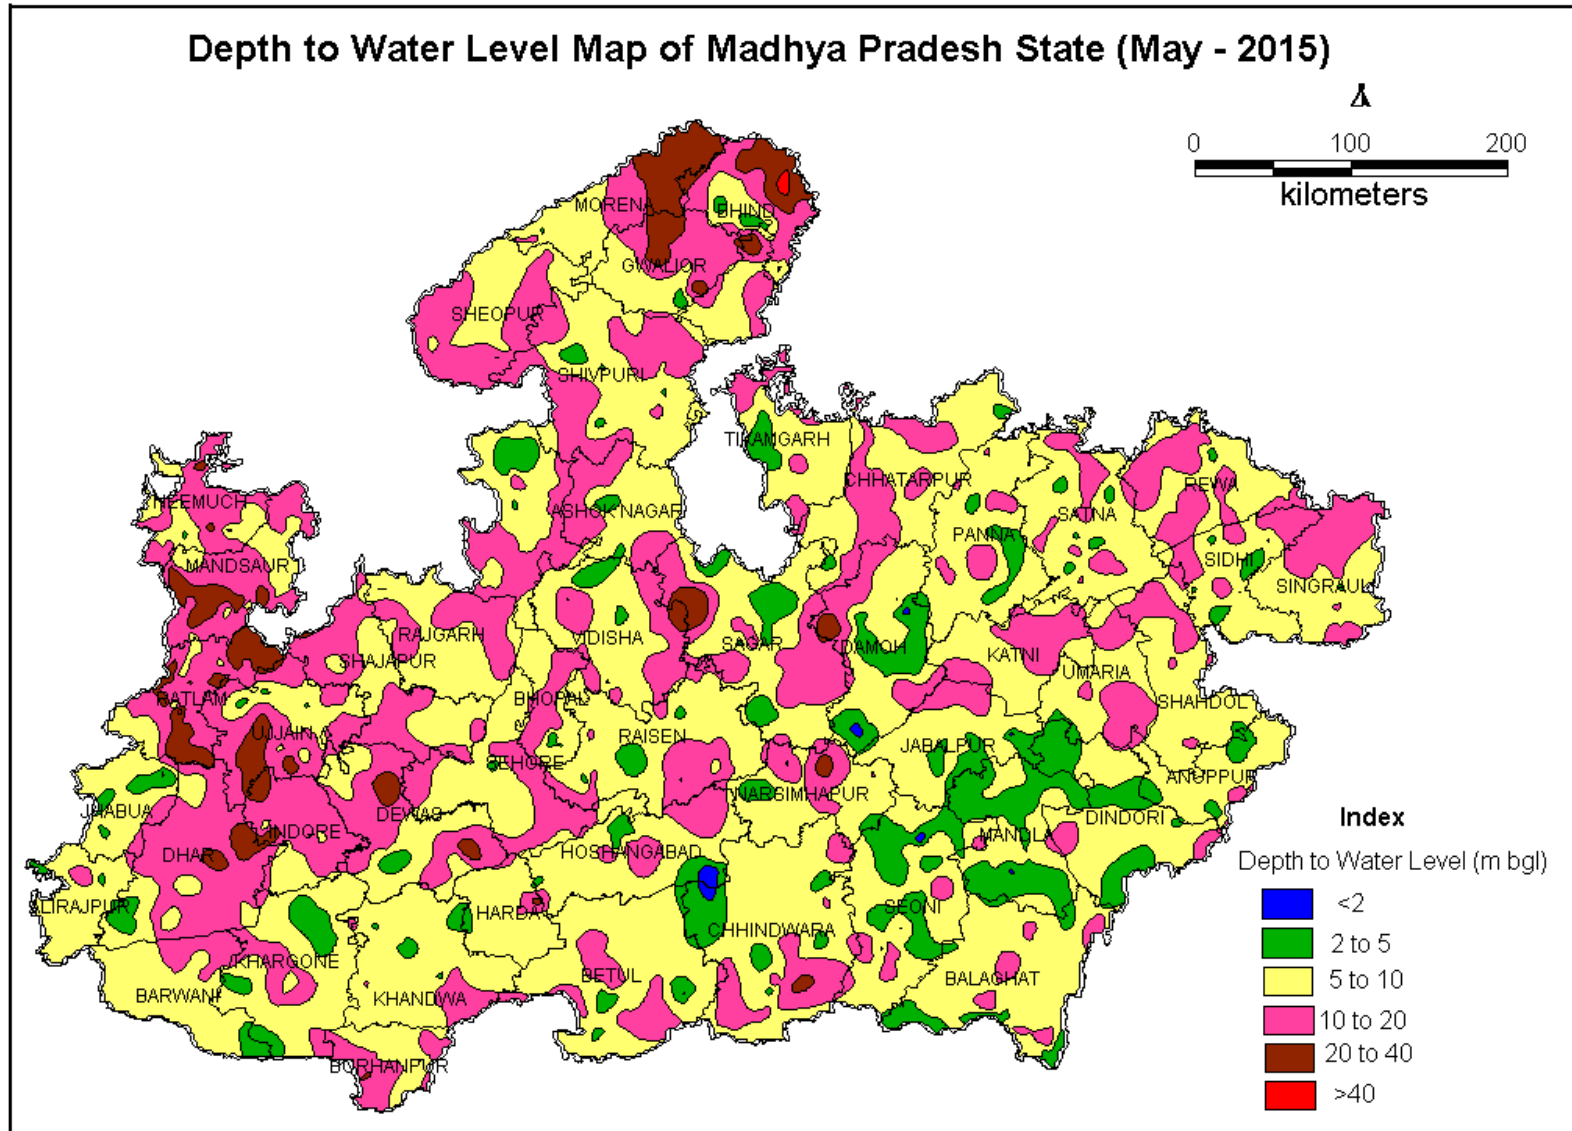 Depth to Water Level Map of Madhya Pradesh State (May - 2015)
0 100 200
kilometers
MORENA
BHIND
GWALIOR
SHEOPUR
SHIVPURI
TIKAMGARH
CHHATARPUR
REWA
NEEMUCH
ASHOK NAGAR
SATNA
PANNA
SIDHI
MANDSAUR
SINGRAULI
RAJGARH
VIDISHA
SAGAR
DAMOH
KATNI
SHAJAPUR
UMARIA
RATLAM
BHOPAL
SHAHDOL
UJJAIN
RAISEN
JABALPUR
SEHORE
ANUPPUR
NARSIMHAPUR
JHABUA
DEWAS
DINDORI
INDORE
MANDLA
DHAR
HOSHANGABAD
ALIRAJPUR
HARDA
SEONI
CHHINDWARA
KHARGONE
BETUL
BALAGHAT
BARWANI
KHANDWA
BORHANPUR
Index
Depth to Water Level (m bgl)
<2
2 to 5
5 to 10
10 to 20
20 to 40
>40